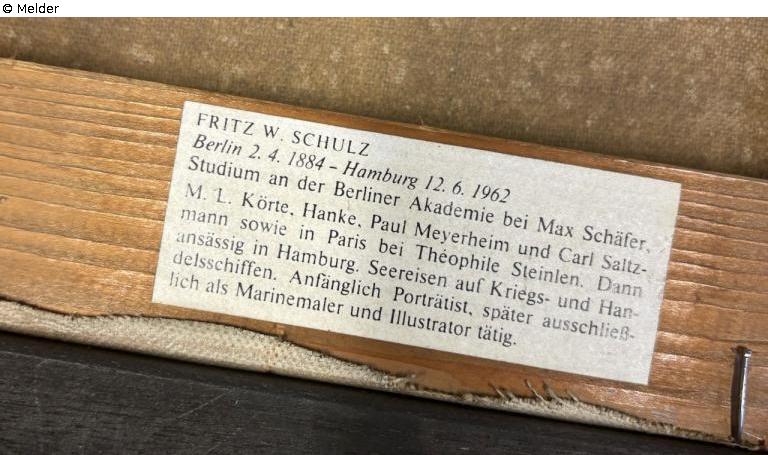 © Melder
FRITZ W. SCHULZ
Berlin 2. 4. 1884 – Hamburg 12. 6. 1962
Studium an der Berliner Akademie bei Max Schäfer,
M. L. Körte, Hanke, Paul Meyerheim und Carl Saltz-
mann sowie in Paris bei Théophile Steinlen. Dann
ansässig in Hamburg. Seereisen auf Kriegs- und Han-
delsschiffen. Anfänglich Porträtist, später ausschließ-
lich als Marinemaler und Illustrator tätig.